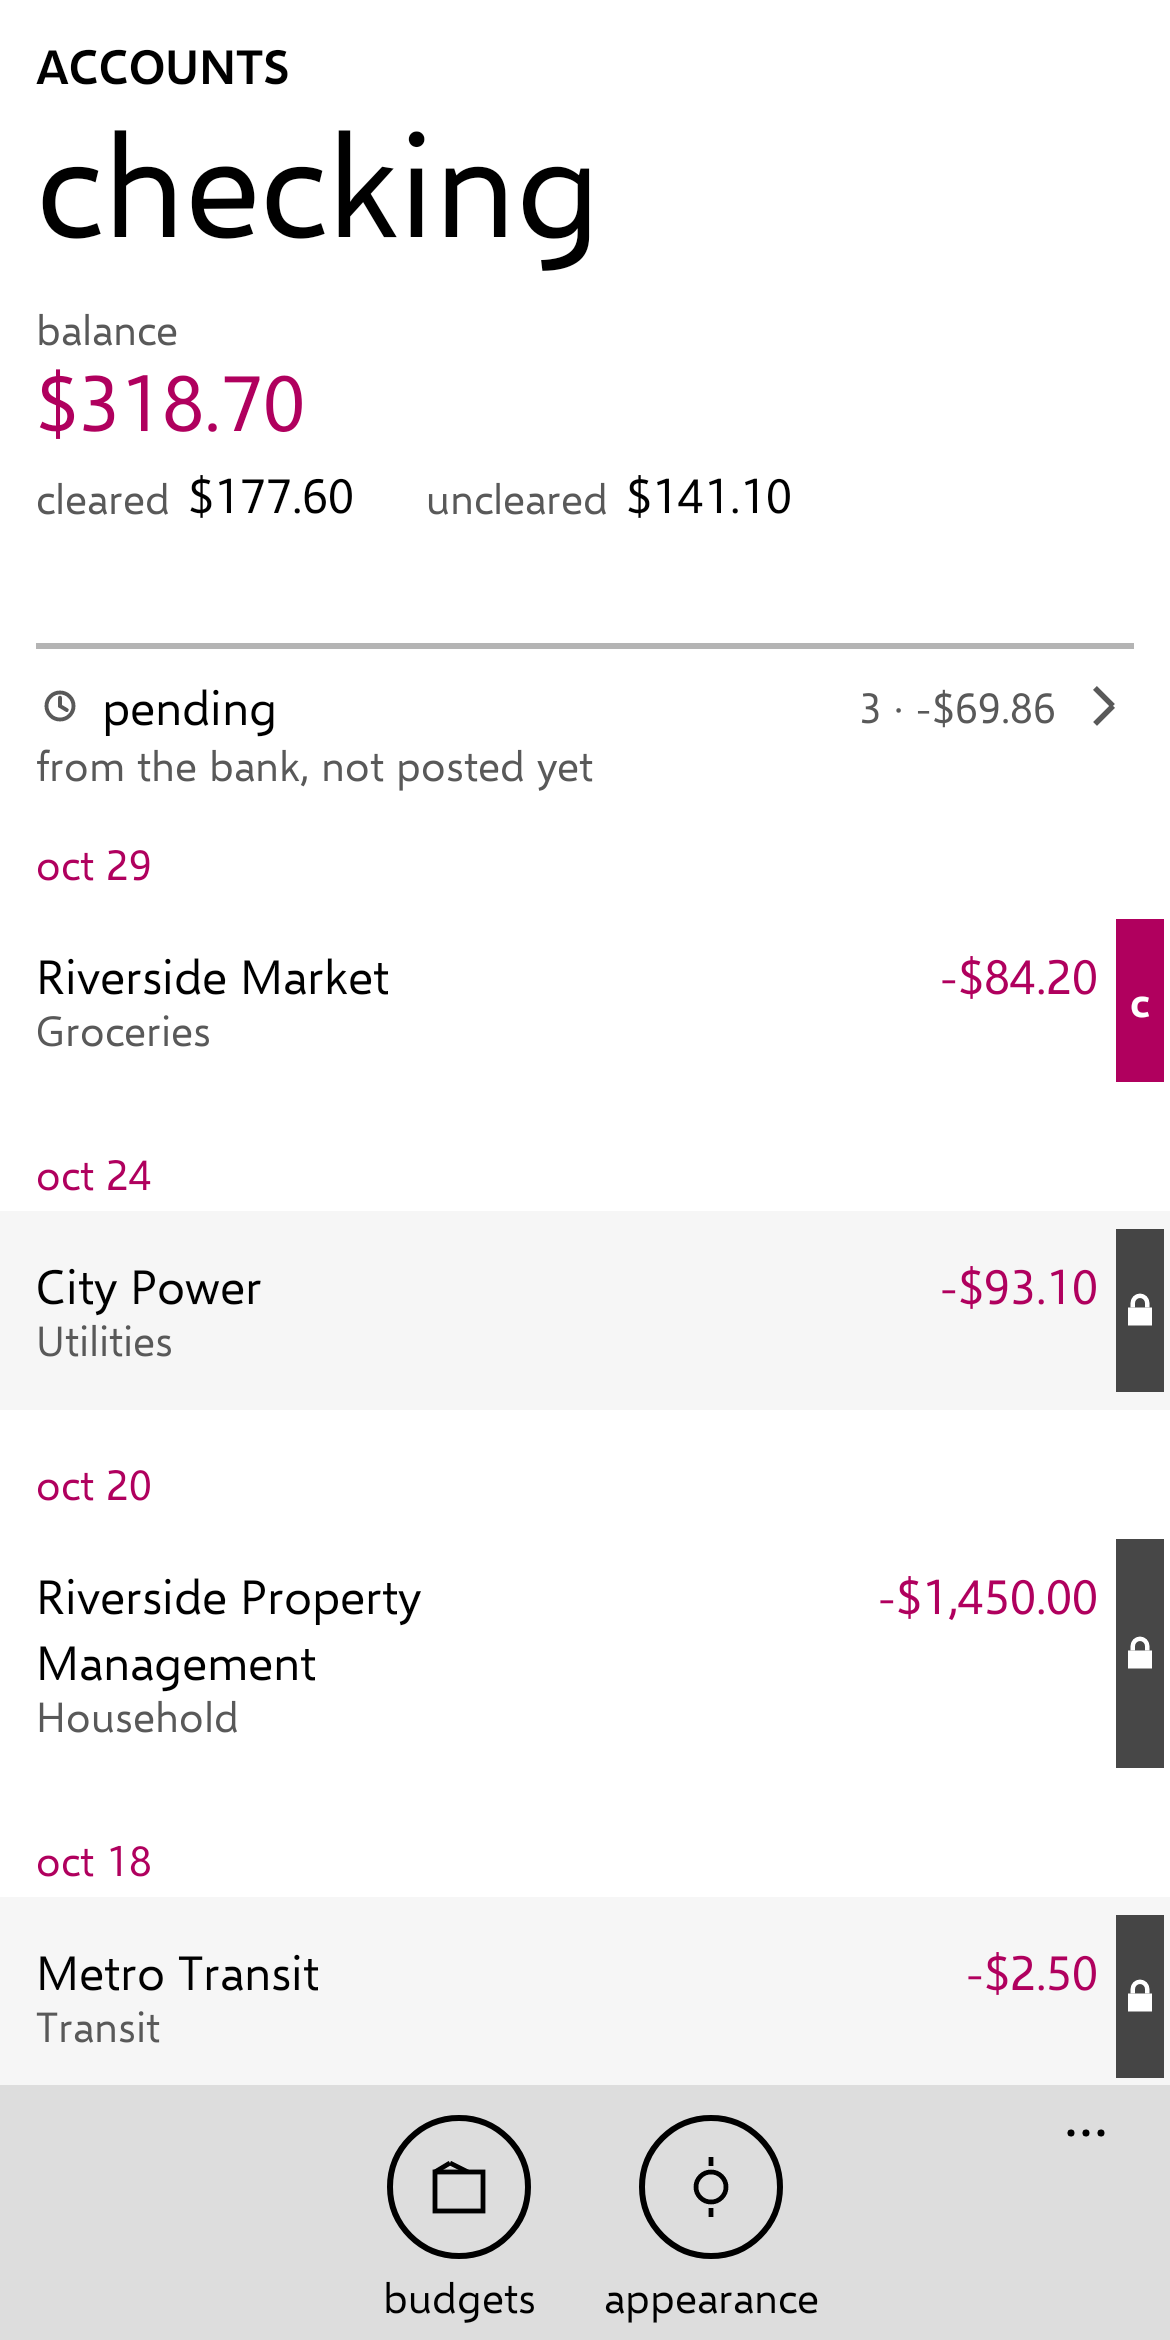 ACCOUNTS
checking
balance
$318.70
cleared $177.60 uncleared $141.10
pending 3 · -$69.86
from the bank, not posted yet
oct 29
Riverside Market -$84.20
c
Groceries
oct 24
City Power -$93.10
Utilities
oct 20
Riverside Property -$1,450.00
Management
Household
oct 18
Metro Transit -$2.50
Transit
...
budgets appearance